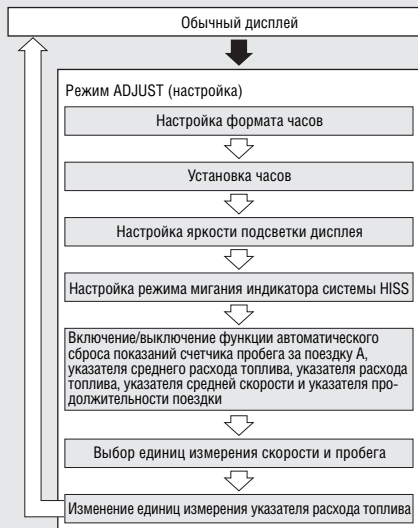 Обычный дисплей
Режим ADJUST (настройка)
Настройка формата часов
Установка часов
Настройка яркости подсветки дисплея
Настройка режима мигания индикатора системы HISS
Включение/выключение функции автоматического
сброса показаний счетчика пробега за поездку А,
указателя среднего расхода топлива, указателя расхода
топлива, указателя средней скорости и указателя про-
должительности поездки
Выбор единиц измерения скорости и пробега
Изменение единиц измерения указателя расхода топлива